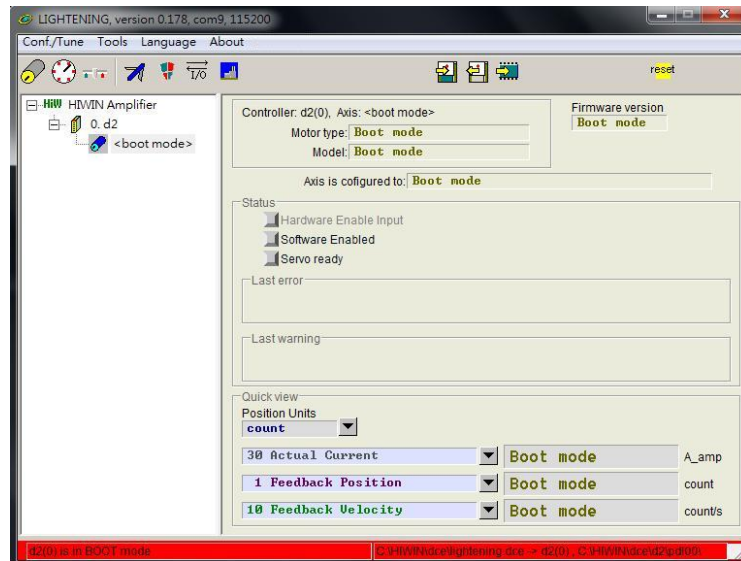 LIGHTENING, version 0.178, com9, 115200
Conf./Tune Tools Language About
I/O
reset
HIWIN Amplifier
0. d2
<boot mode>
Controller: d2(0), Axis: <boot mode>
Motor type: Boot mode
Model: Boot mode
Firmware version
Boot mode
Axis is cofigured to: Boot mode
Status
Hardware Enable Input
Software Enabled
Servo ready
Last error
Last warning
Quick view
Position Units
count
30 Actual Current Boot mode A_amp
1 Feedback Position Boot mode count
10 Feedback Velocity Boot mode count/s
d2(0) is in BOOT mode
C:\HIWIN\dce\lightening.dce -> d2(0), C:\HIWIN\dce\d2\pdl00\